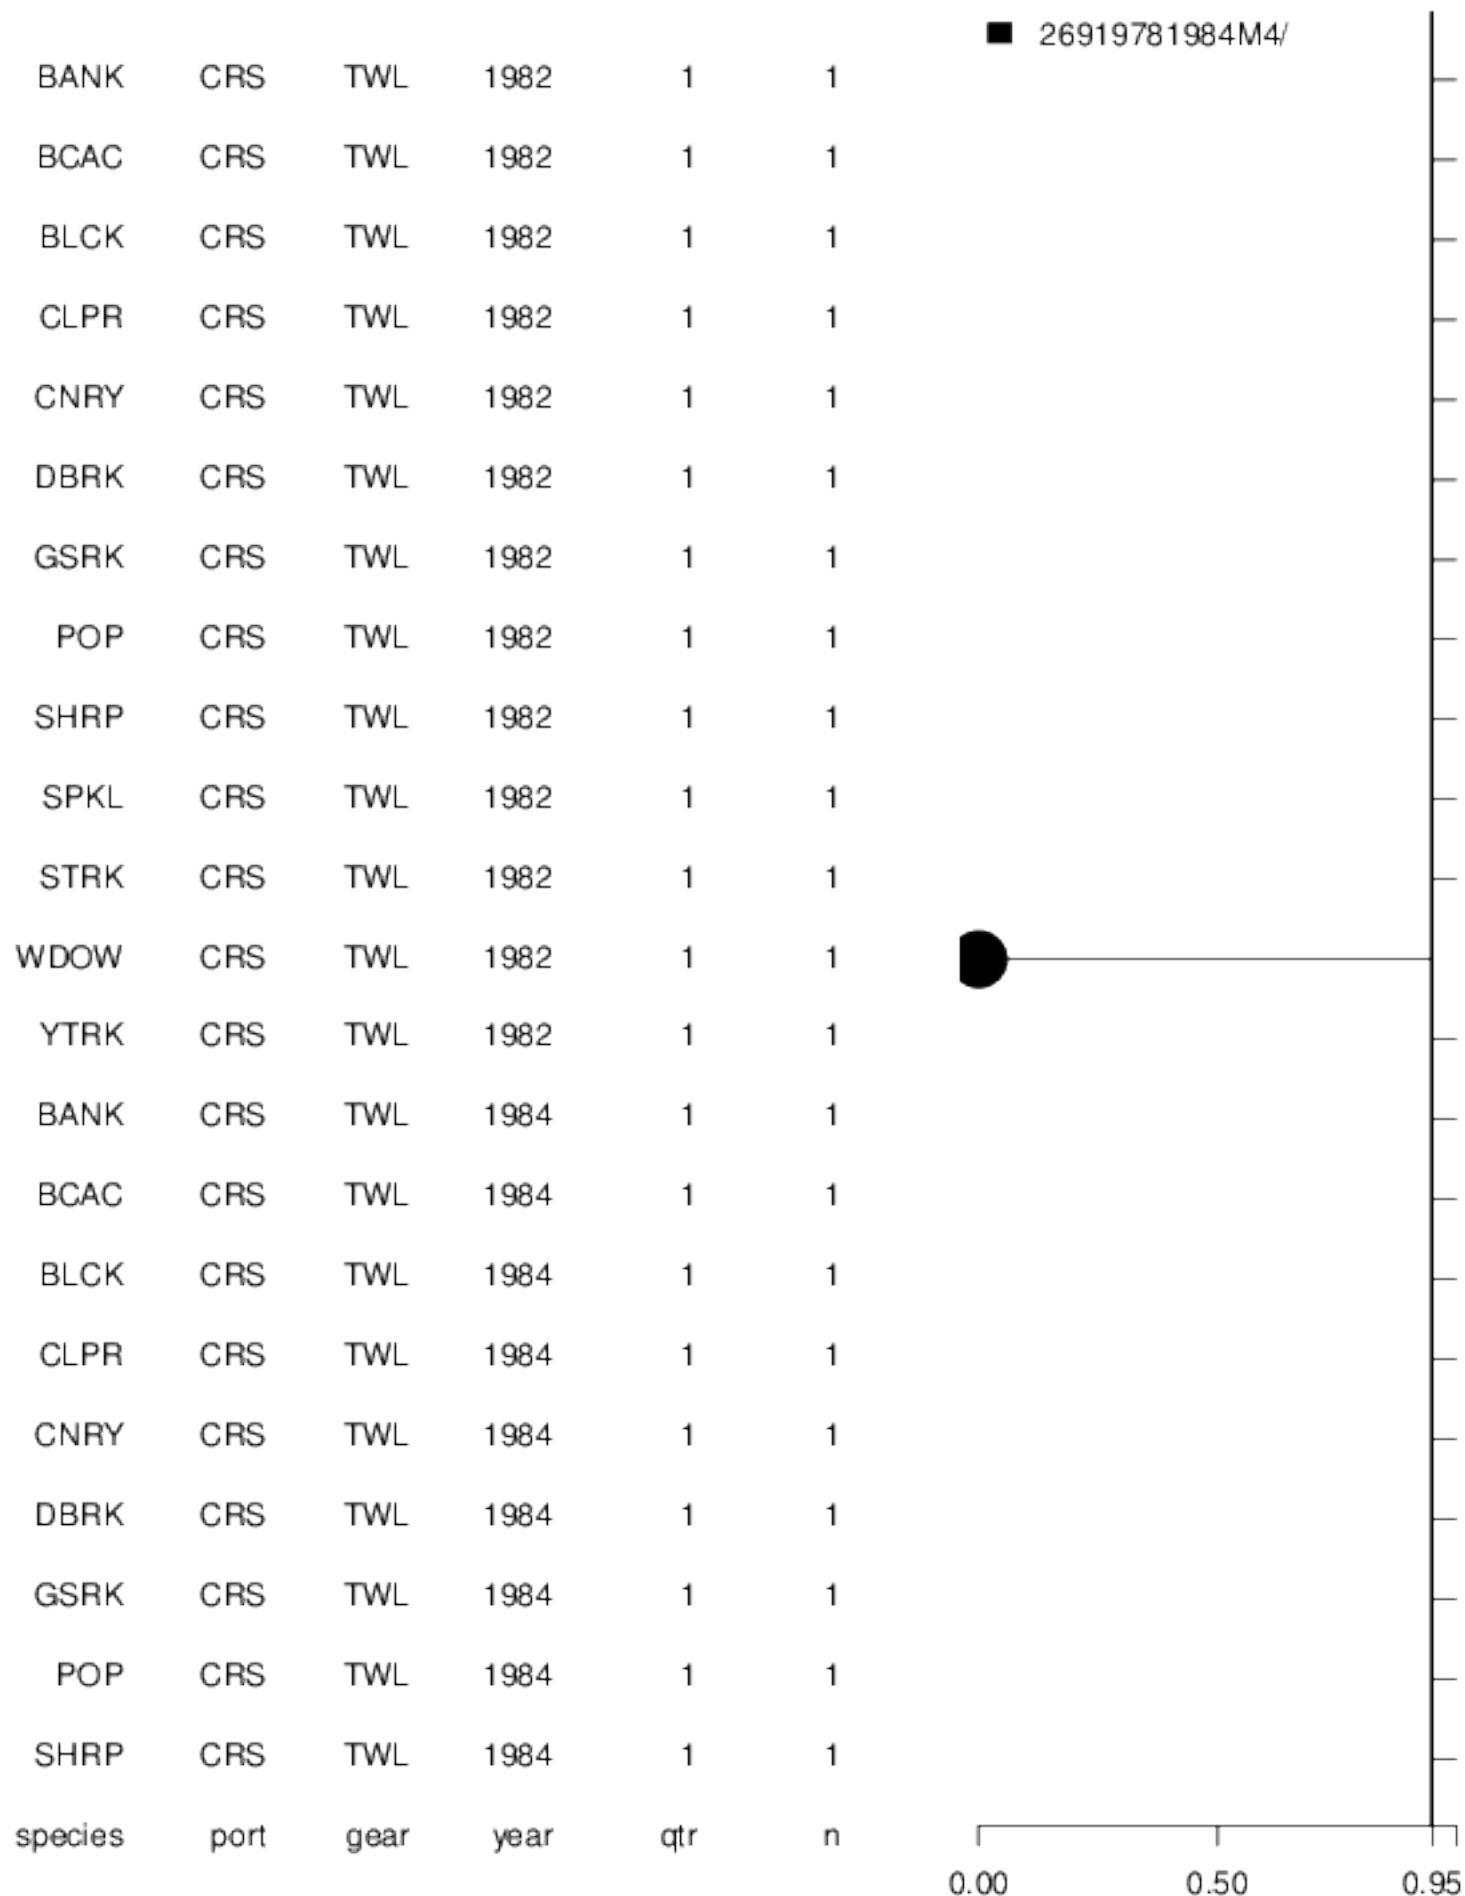 26919781984M4/
BANK CRS TWL 1982 1 1
BCAC CRS TWL 1982 1 1
BLCK CRS TWL 1982 1 1
CLPR CRS TWL 1982 1 1
CNRY CRS TWL 1982 1 1
DBRK CRS TWL 1982 1 1
GSRK CRS TWL 1982 1 1
POP CRS TWL 1982 1 1
SHRP CRS TWL 1982 1 1
SPKL CRS TWL 1982 1 1
STRK CRS TWL 1982 1 1
WDOW CRS TWL 1982 1 1
YTRK CRS TWL 1982 1 1
BANK CRS TWL 1984 1 1
BCAC CRS TWL 1984 1 1
BLCK CRS TWL 1984 1 1
CLPR CRS TWL 1984 1 1
CNRY CRS TWL 1984 1 1
DBRK CRS TWL 1984 1 1
GSRK CRS TWL 1984 1 1
POP CRS TWL 1984 1 1
SHRP CRS TWL 1984 1 1
species port gear year qtr n
0.00 0.50 0.95